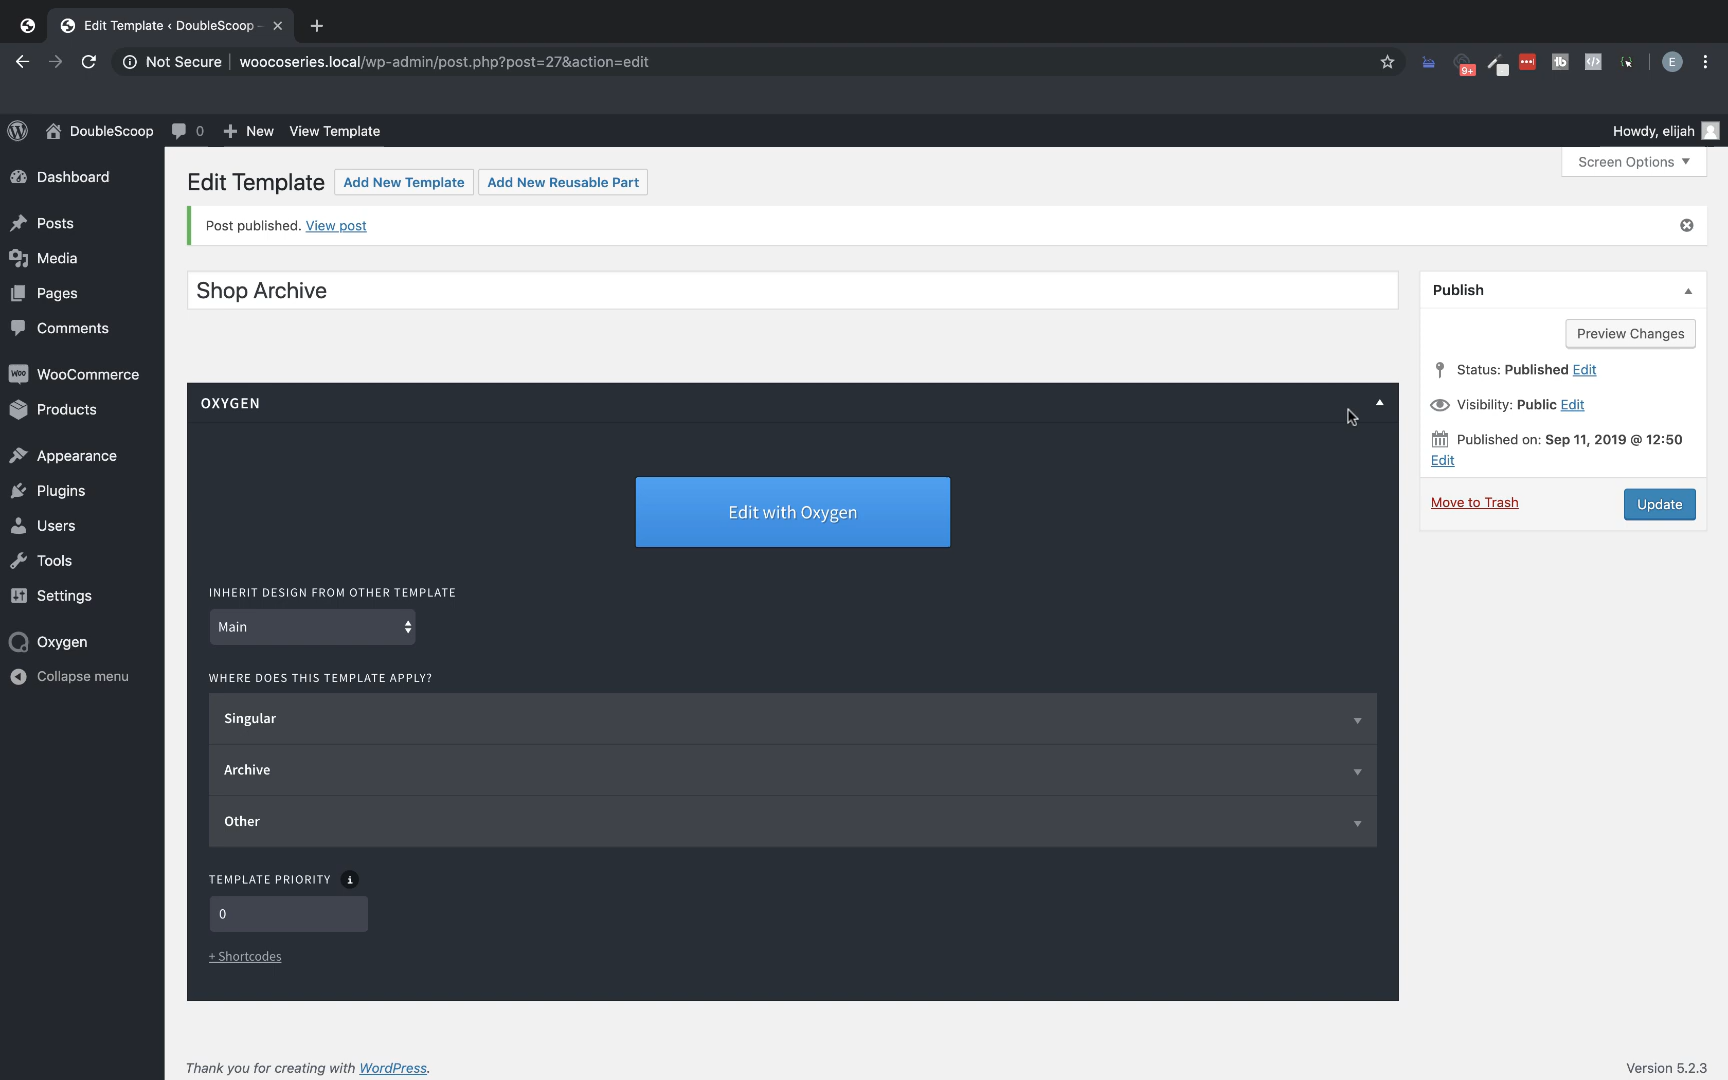 Edit Template ‹ DoubleScoop -
Not Secure
woocoseries.local/wp-admin/post.php?post=27&action=edit
9+
tb
E
DoubleScoop
0
New
View Template
Howdy, elijah
Screen Options
Dashboard
Posts
Media
Pages
Comments
WOO
WooCommerce
Products
Appearance
Plugins
Users
Tools
Settings
Oxygen
Collapse menu
Edit Template
Add New Template
Add New Reusable Part
Post published. View post
Shop Archive
OXYGEN
Edit with Oxygen
INHERIT DESIGN FROM OTHER TEMPLATE
Main
WHERE DOES THIS TEMPLATE APPLY?
Singular
Archive
Other
TEMPLATE PRIORITY
i
0
+ Shortcodes
Publish
Preview Changes
Status: Published Edit
Visibility: Public Edit
Published on: Sep 11, 2019 @ 12:50
Edit
Move to Trash
Update
Thank you for creating with WordPress.
Version 5.2.3